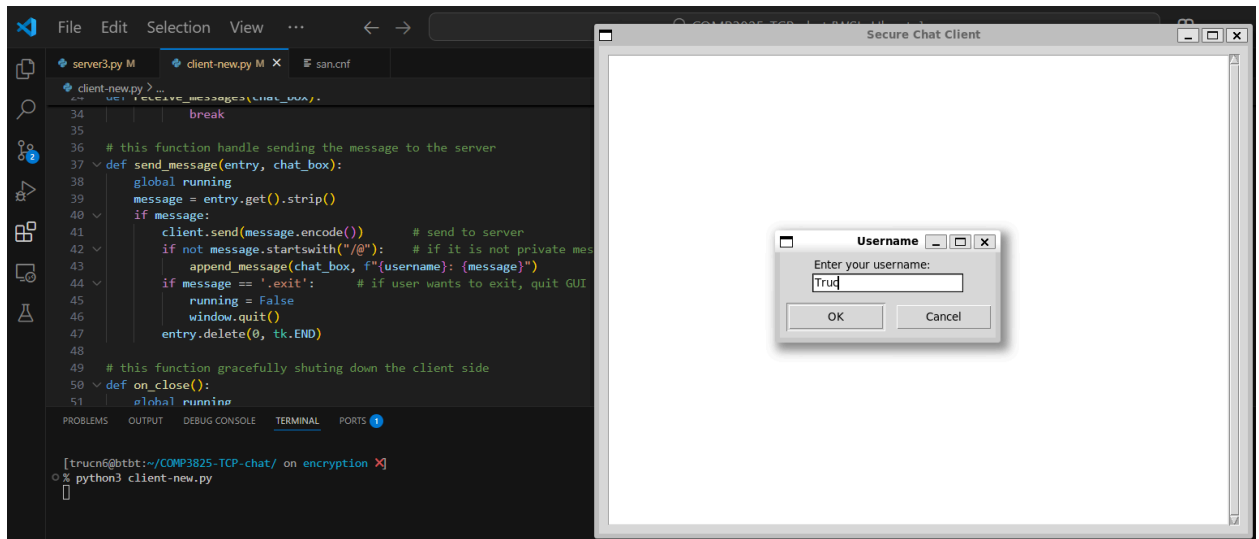 File Edit Selection View ···
server3.py M client-new.py M × san.cnf
client-new.py > ...
24 def receive_messages(chat_box):
34 break
35
36 # this function handle sending the message to the server
37 def send_message(entry, chat_box):
38 global running
39 message = entry.get().strip()
40 if message:
41 client.send(message.encode()) # send to server
42 if not message.startswith("/@"): # if it is not private mes
43 append_message(chat_box, f"{username}: {message}")
44 if message == '.exit': # if user wants to exit, quit GUI
45 running = False
46 window.quit()
47 entry.delete(0, tk.END)
48
49 # this function gracefully shuting down the client side
50 def on_close():
51 global running
2
PROBLEMS OUTPUT DEBUG CONSOLE TERMINAL PORTS 1
[trucn6@btbt:~/COMP3825-TCP-chat/ on encryption ✗]
% python3 client-new.py
Secure Chat Client
Username
Enter your username:
Truc
OK Cancel